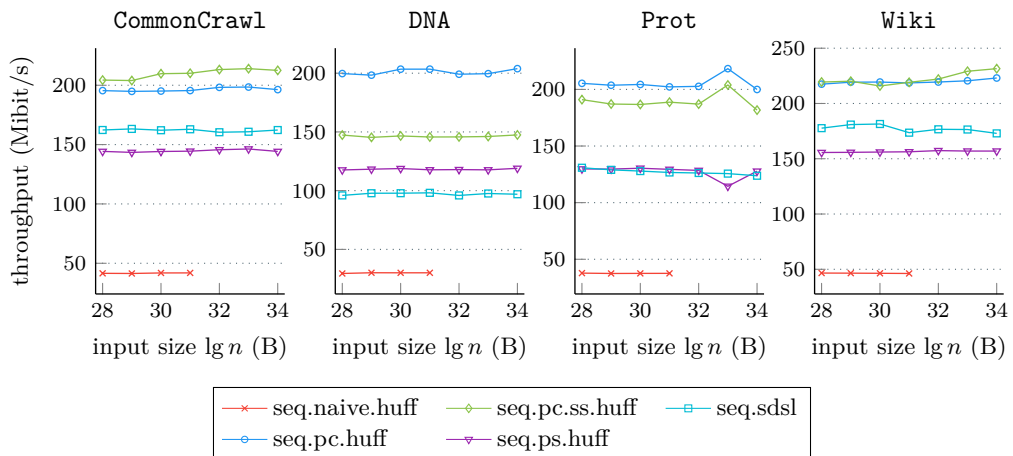 CommonCrawl DNA Prot Wiki
throughput (Mibit/s)
200
150
100
50
28 30 32 34
input size lg n (B)
200
150
100
50
28 30 32 34
input size lg n (B)
200
150
100
50
28 30 32 34
input size lg n (B)
250
200
150
100
50
28 30 32 34
input size lg n (B)
seq.naive.huff seq.pc.ss.huff seq.sdsl
seq.pc.huff seq.ps.huff